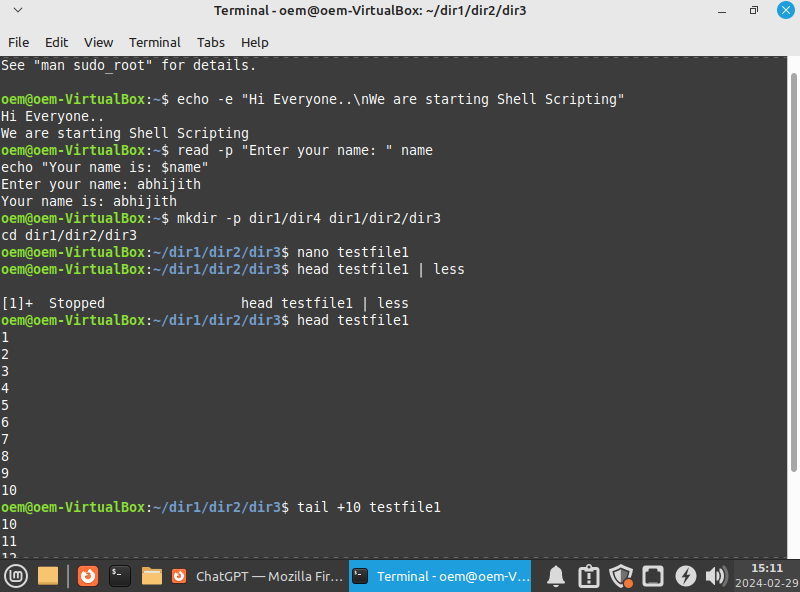 Terminal - oem@oem-VirtualBox: ~/dir1/dir2/dir3
File Edit View Terminal Tabs Help
See "man sudo_root" for details.
oem@oem-VirtualBox:~$ echo -e "Hi Everyone..\nWe are starting Shell Scripting"
Hi Everyone..
We are starting Shell Scripting
oem@oem-VirtualBox:~$ read -p "Enter your name: " name
echo "Your name is: $name"
Enter your name: abhijith
Your name is: abhijith
oem@oem-VirtualBox:~$ mkdir -p dir1/dir4 dir1/dir2/dir3
cd dir1/dir2/dir3
oem@oem-VirtualBox:~/dir1/dir2/dir3$ nano testfile1
oem@oem-VirtualBox:~/dir1/dir2/dir3$ head testfile1 | less
[1]+  Stopped                 head testfile1 | less
oem@oem-VirtualBox:~/dir1/dir2/dir3$ head testfile1
1
2
3
4
5
6
7
8
9
10
oem@oem-VirtualBox:~/dir1/dir2/dir3$ tail +10 testfile1
10
11
12
ChatGPT — Mozilla Fir... Terminal - oem@oem-V... 15:11
2024-02-29